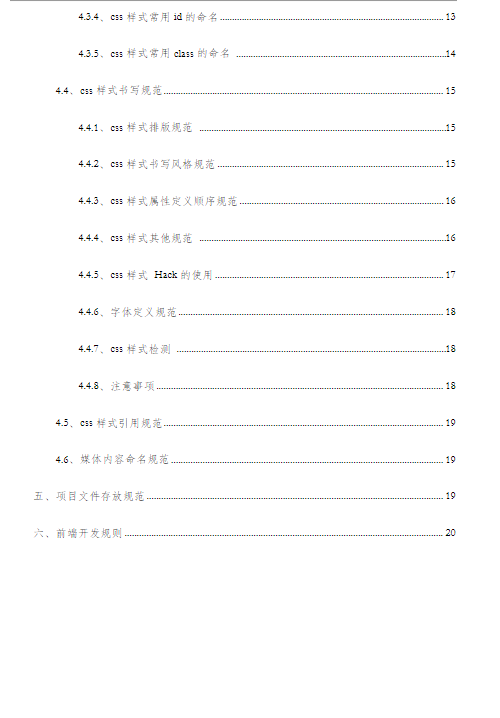 4.3.4、css 样式常用 id 的命名........................................ 13
4.3.5、css 样式常用 class 的命名 ........................................14
4.4、css 样式书写规范........................................ 15
4.4.1、css 样式排版规范 ........................................15
4.4.2、css 样式书写风格规范........................................ 15
4.4.3、css 样式属性定义顺序规范........................................ 16
4.4.4、css 样式其他规范 ........................................16
4.4.5、css 样式 Hack 的使用........................................ 17
4.4.6、字体定义规范........................................ 18
4.4.7、css 样式检测 ........................................18
4.4.8、注意事项........................................ 18
4.5、css 样式引用规范........................................ 19
4.6、媒体内容命名规范........................................ 19
五、项目文件存放规范........................................ 19
六、前端开发规则........................................ 20